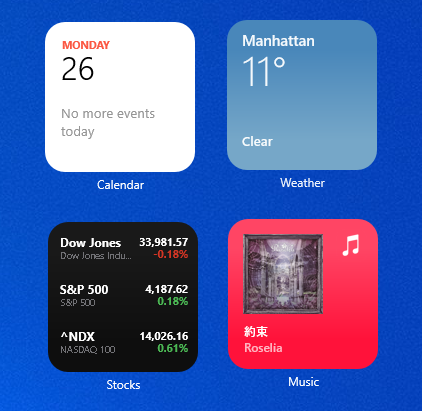 MONDAY
26
No more events
today
Calendar
Manhattan
11°
Clear
Weather
Dow Jones 33,981.57
Dow Jones Indu... -0.18%
S&P 500 4,187.62
S&P 500 0.18%
^NDX 14,026.16
NASDAQ 100 0.61%
Stocks
約束
Roselia
Music